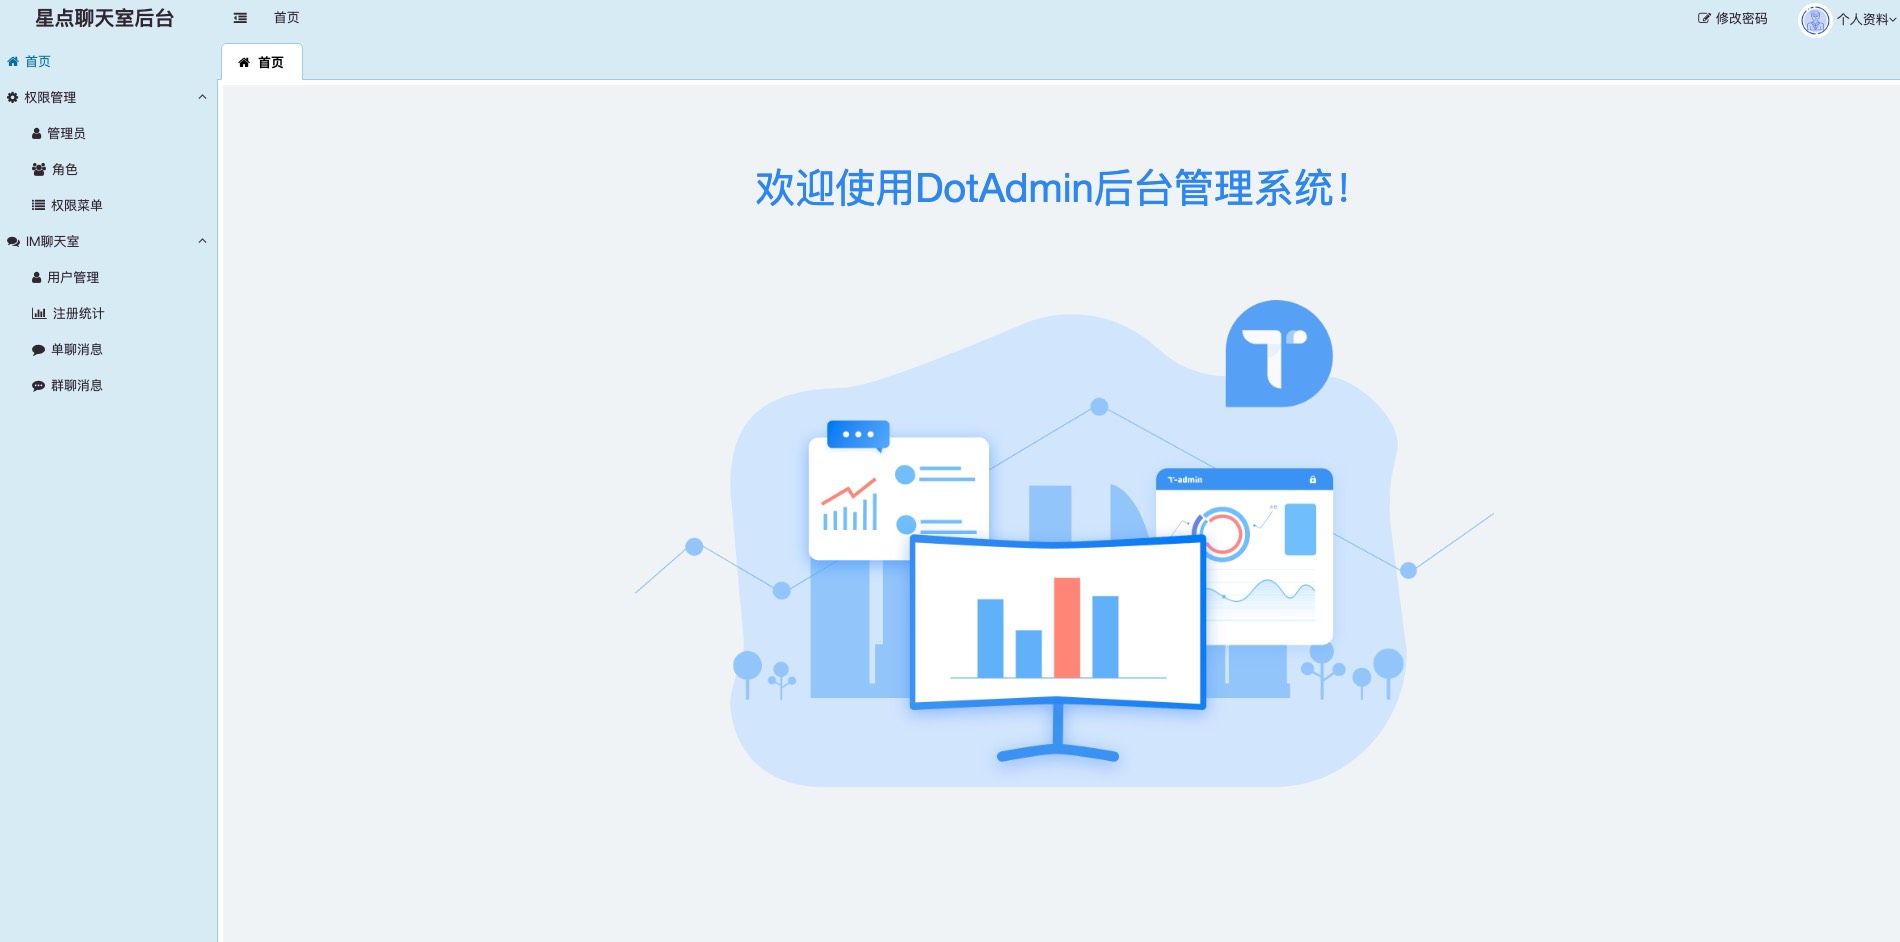 星点聊天室后台
首页
修改密码
个人资料
首页
首页
权限管理
管理员
角色
权限菜单
IM聊天室
用户管理
注册统计
单聊消息
群聊消息
欢迎使用DotAdmin后台管理系统！
T-admin